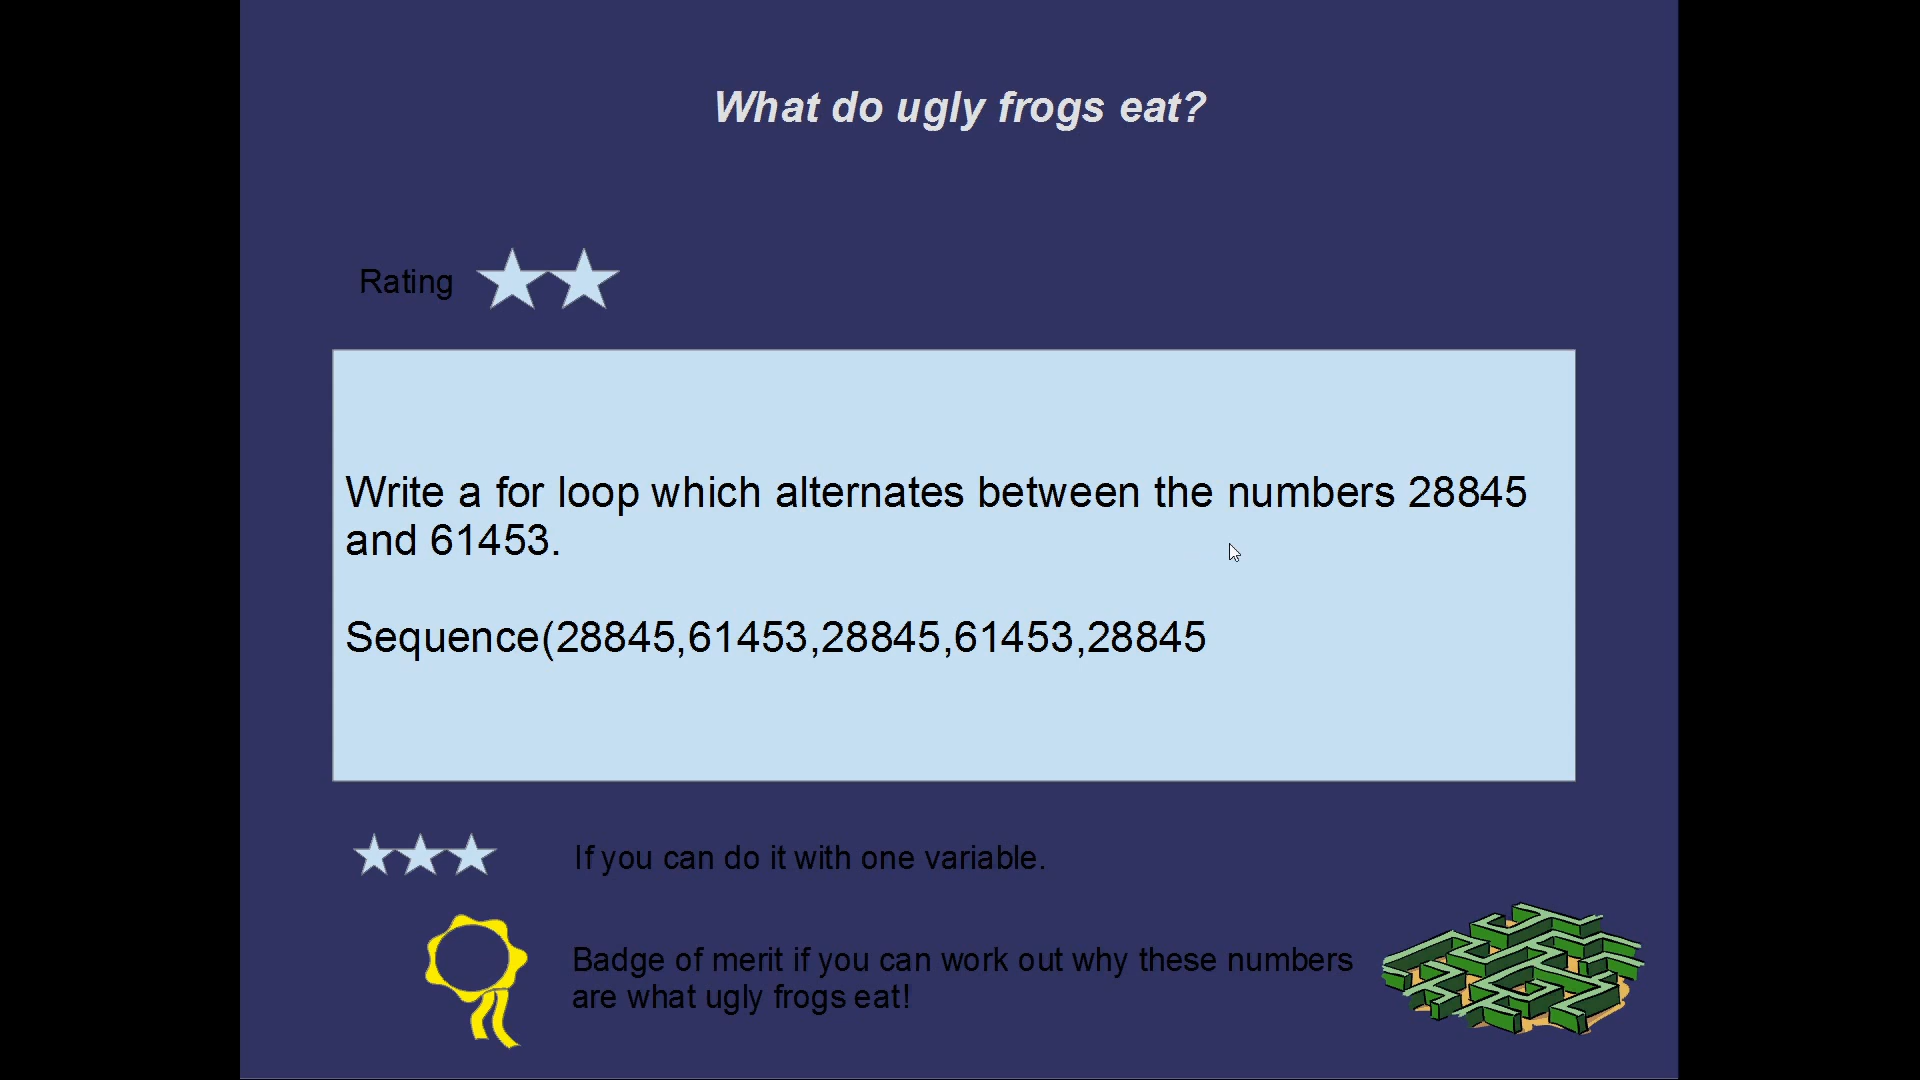 What do ugly frogs eat?
Rating
Write a for loop which alternates between the numbers 28845
and 61453.
Sequence(28845,61453,28845,61453,28845
If you can do it with one variable.
Badge of merit if you can work out why these numbers
are what ugly frogs eat!